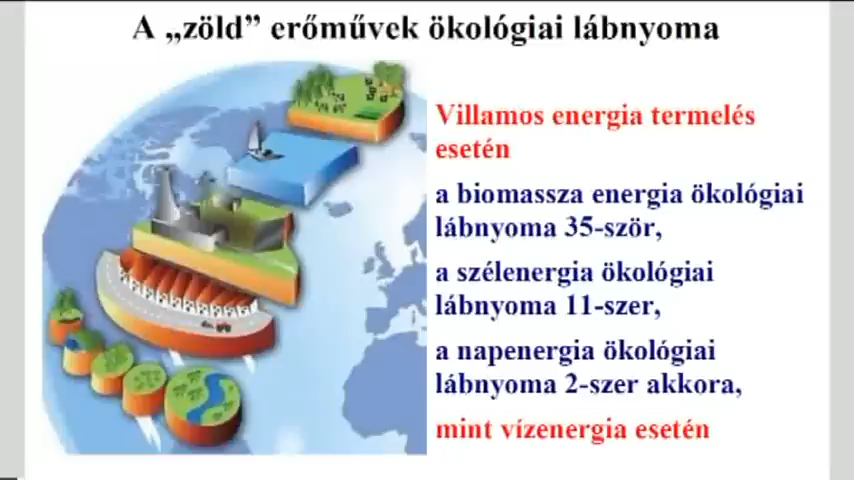 A „zöld” erőművek ökológiai lábnyoma
Villamos energia termelés
esetén
a biomassza energia ökológiai
lábnyoma 35-ször,
a szélenergia ökológiai
lábnyoma 11-szer,
a napenergia ökológiai
lábnyoma 2-szer akkora,
mint vízenergia esetén